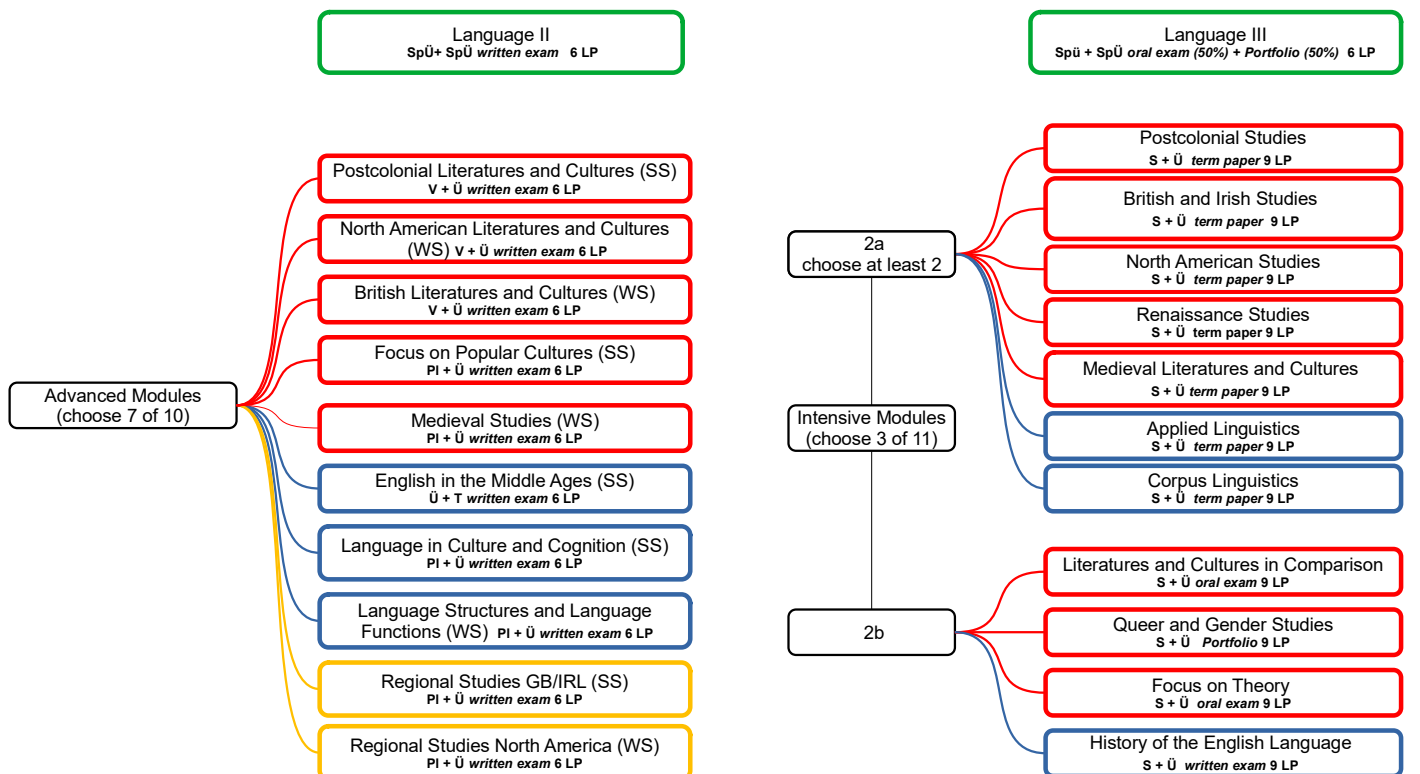 Language II
SpÜ+ SpÜ written exam 6 LP
Language III
Spü + SpÜ oral exam (50%) + Portfolio (50%) 6 LP
Advanced Modules
(choose 7 of 10)
Postcolonial Literatures and Cultures (SS)
V + Ü written exam 6 LP
North American Literatures and Cultures
(WS) V + Ü written exam 6 LP
British Literatures and Cultures (WS)
V + Ü written exam 6 LP
Focus on Popular Cultures (SS)
PI + Ü written exam 6 LP
Medieval Studies (WS)
PI + Ü written exam 6 LP
English in the Middle Ages (SS)
Ü + T written exam 6 LP
Language in Culture and Cognition (SS)
PI + Ü written exam 6 LP
Language Structures and Language
Functions (WS) PI + Ü written exam 6 LP
Regional Studies GB/IRL (SS)
PI + Ü written exam 6 LP
Regional Studies North America (WS)
PI + Ü written exam 6 LP
Intensive Modules
(choose 3 of 11)
2a
choose at least 2
Postcolonial Studies
S + Ü term paper 9 LP
British and Irish Studies
S + Ü term paper 9 LP
North American Studies
S + Ü term paper 9 LP
Renaissance Studies
S + Ü term paper 9 LP
Medieval Literatures and Cultures
S + Ü term paper 9 LP
Applied Linguistics
S + Ü term paper 9 LP
Corpus Linguistics
S + Ü term paper 9 LP
2b
Literatures and Cultures in Comparison
S + Ü oral exam 9 LP
Queer and Gender Studies
S + Ü Portfolio 9 LP
Focus on Theory
S + Ü oral exam 9 LP
History of the English Language
S + Ü written exam 9 LP